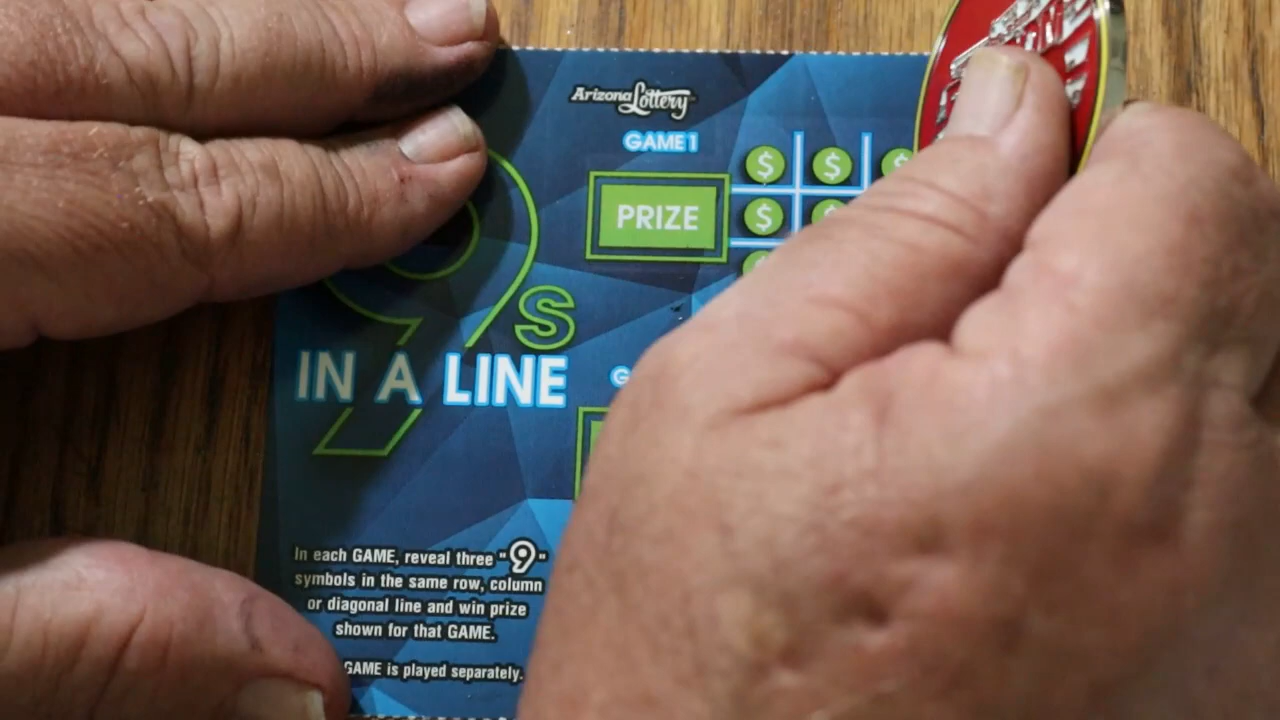 Arizona Lottery
GAME 1
PRIZE
$ $ $
$ $
9s
IN A LINE
In each GAME, reveal three "9"
symbols in the same row, column
or diagonal line and win prize
shown for that GAME.
GAME is played separately.